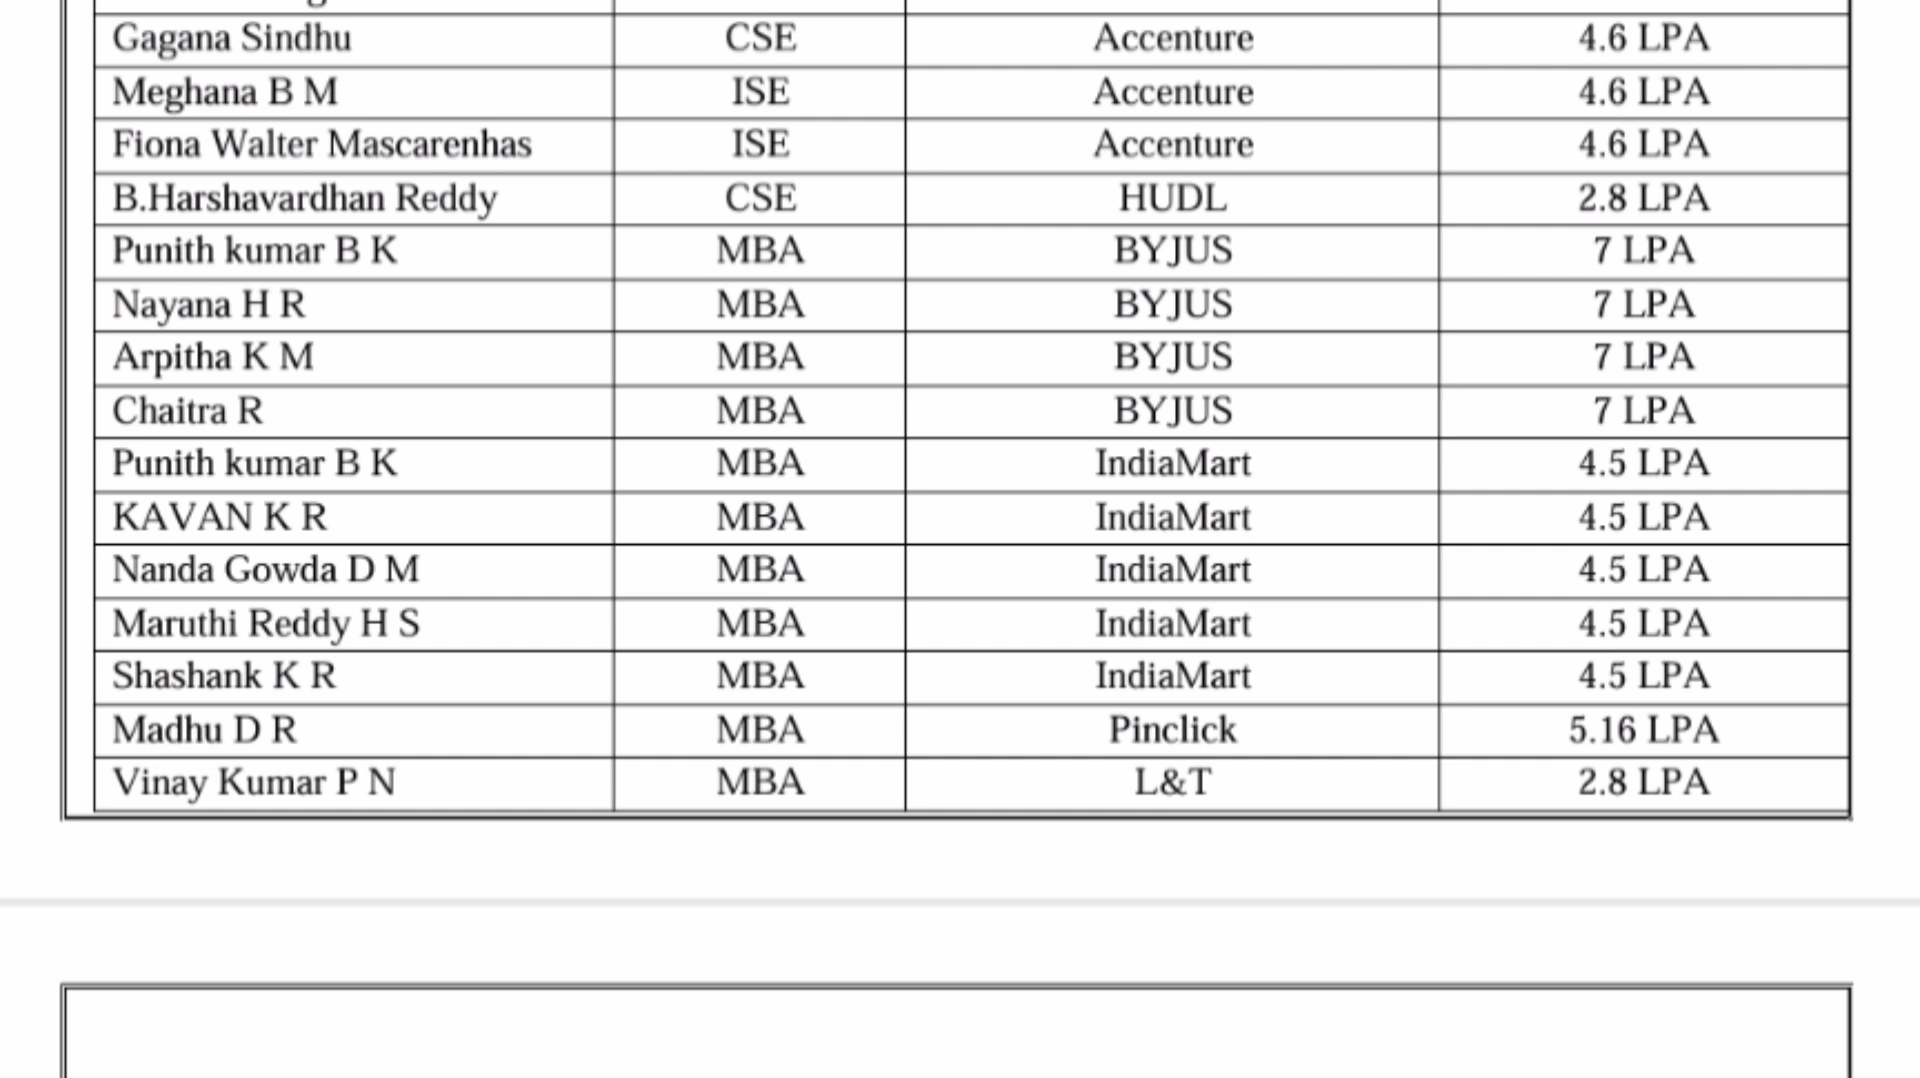 Gagana Sindhu CSE Accenture 4.6 LPA
Meghana B M ISE Accenture 4.6 LPA
Fiona Walter Mascarenhas ISE Accenture 4.6 LPA
B.Harshavardhan Reddy CSE HUDL 2.8 LPA
Punith kumar B K MBA BYJUS 7 LPA
Nayana H R MBA BYJUS 7 LPA
Arpitha K M MBA BYJUS 7 LPA
Chaitra R MBA BYJUS 7 LPA
Punith kumar B K MBA IndiaMart 4.5 LPA
KAVAN K R MBA IndiaMart 4.5 LPA
Nanda Gowda D M MBA IndiaMart 4.5 LPA
Maruthi Reddy H S MBA IndiaMart 4.5 LPA
Shashank K R MBA IndiaMart 4.5 LPA
Madhu D R MBA Pinclick 5.16 LPA
Vinay Kumar P N MBA L&T 2.8 LPA